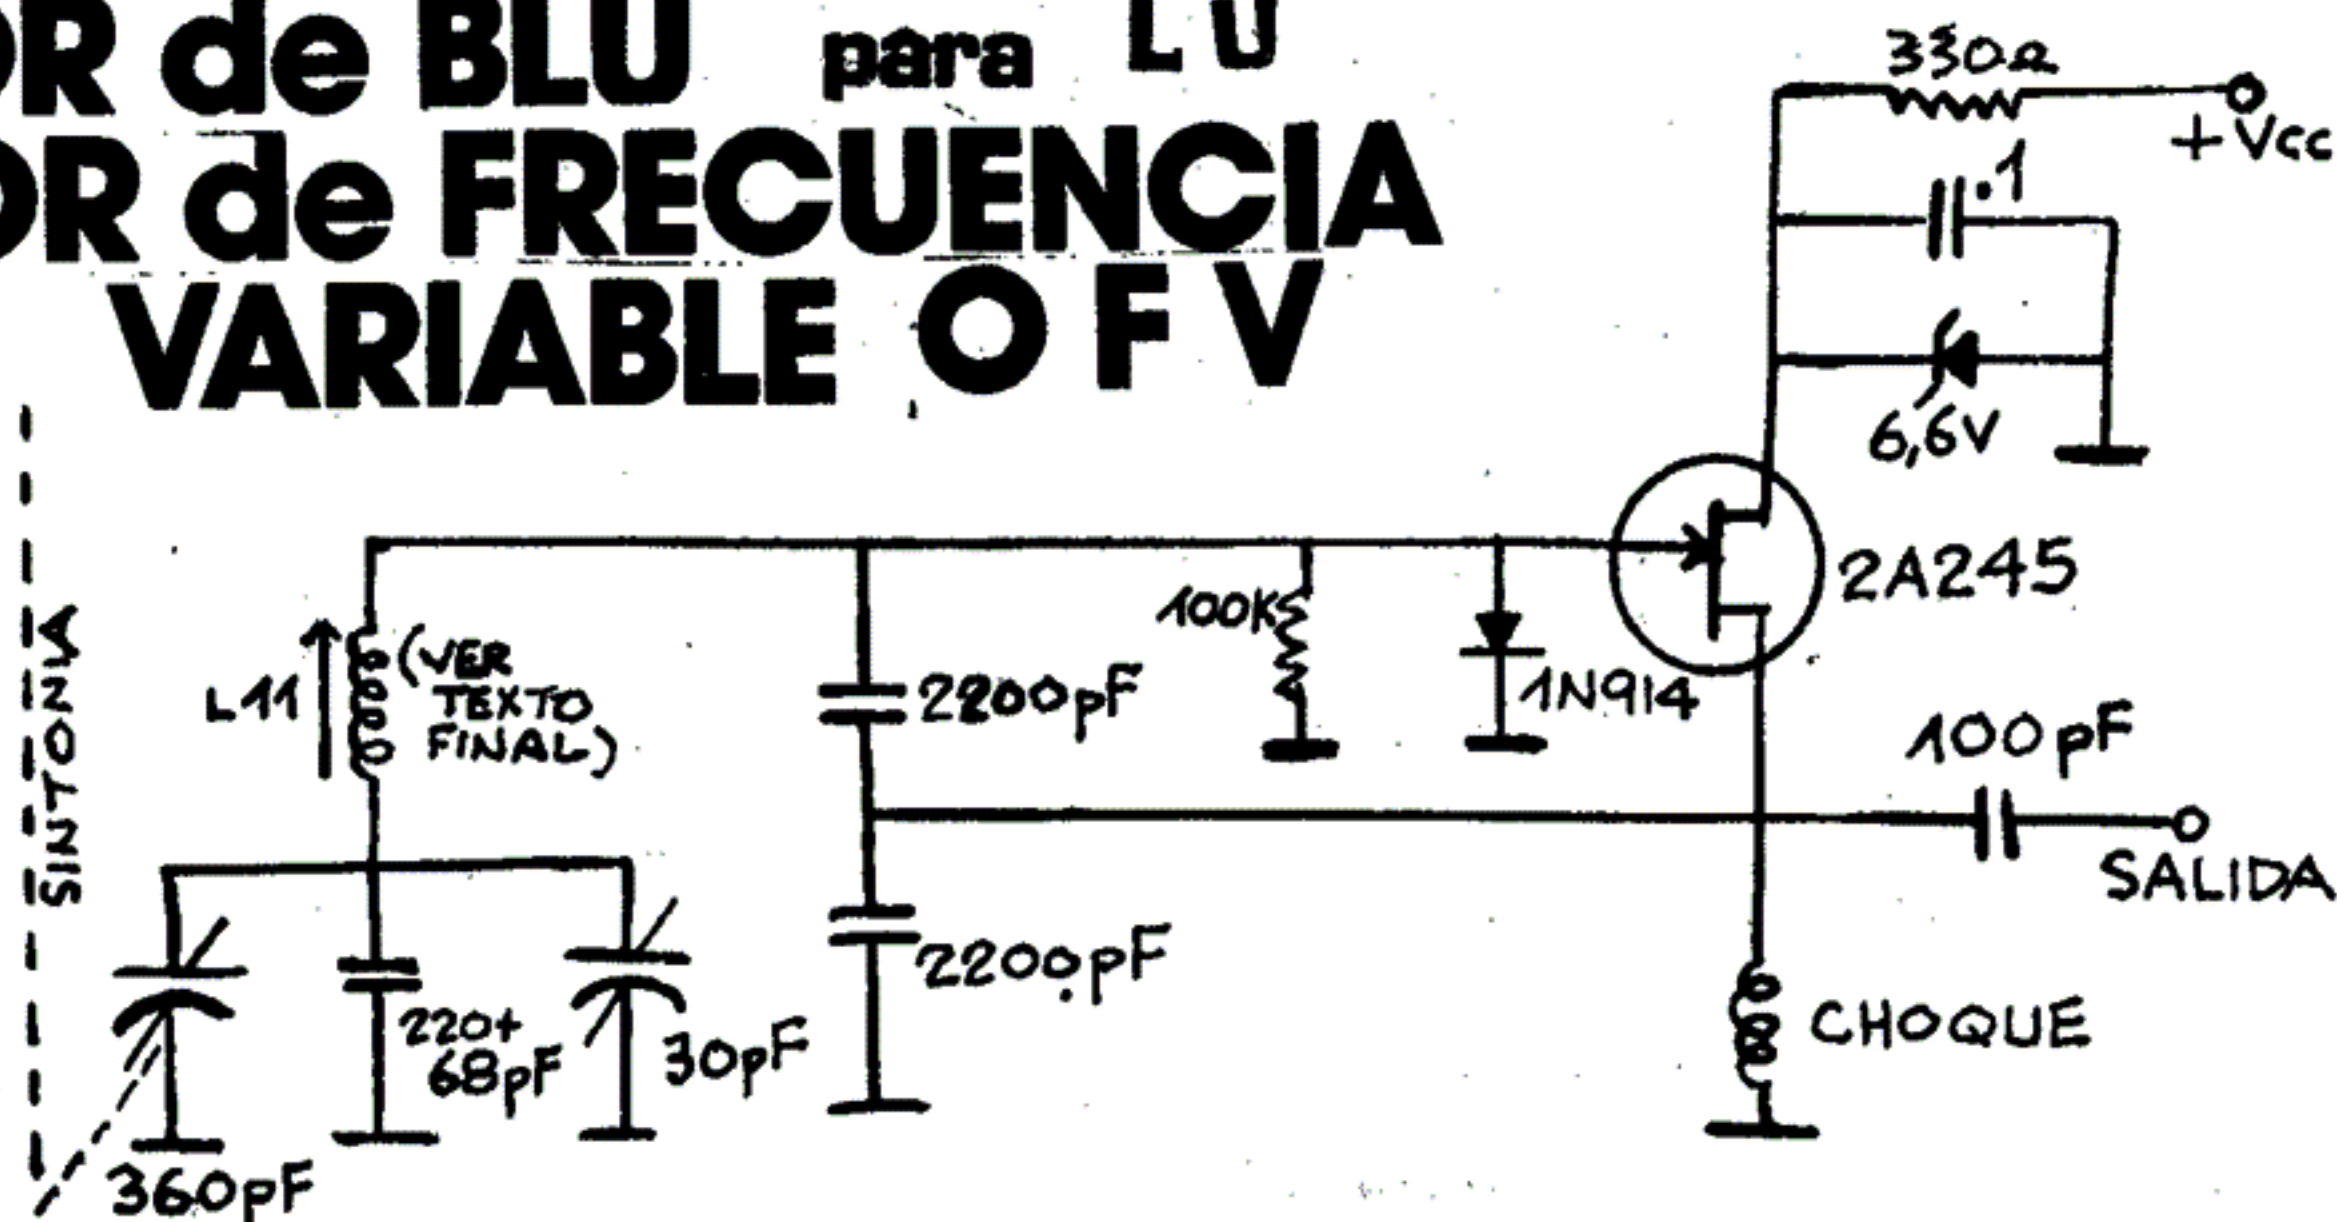 OR de BLU para LU
OR de FRECUENCIA
VARIABLE OFV
330Ω
+Vcc
.1
6,6V
2A245
100K
1N914
L11
(VER
TEXTO
FINAL)
2200pF
100pF
SALIDA
SINTONIA
220+
68pF
30pF
2200pF
CHOQUE
360pF